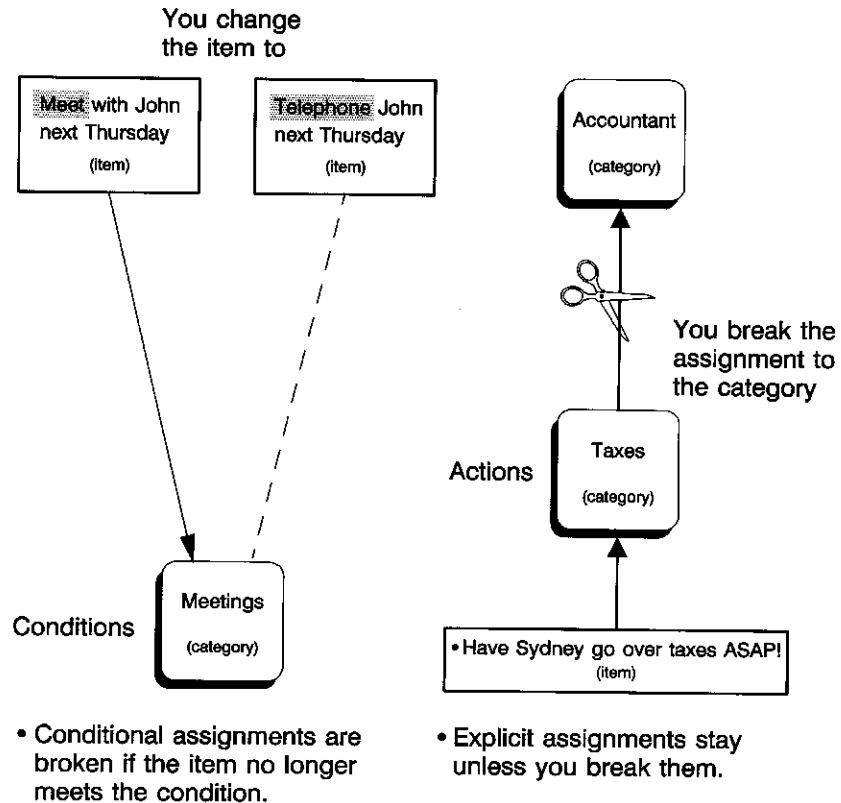 You change
the item to
Meet with John
next Thursday
(item)
Telephone John
next Thursday
(item)
Meetings
(category)
Conditions
• Conditional assignments are
broken if the item no longer
meets the condition.
Accountant
(category)
You break the
assignment to
the category
Actions
Taxes
(category)
• Have Sydney go over taxes ASAP!
(item)
• Explicit assignments stay
unless you break them.